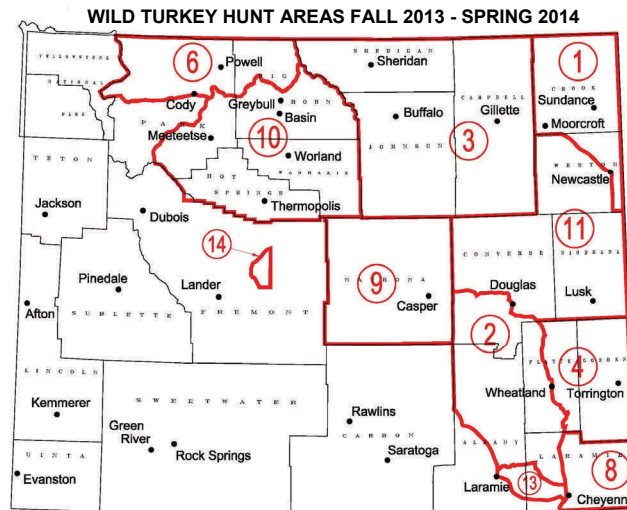 WILD TURKEY HUNT AREAS FALL 2013 - SPRING 2014
YELLOWSTONE
NATIONAL
PARK
6
Powell
BIG
HORN
SHERIDAN
Sheridan
CAMPBELL
1
CROOK
Sundance
Moorcroft
Cody
Greybull
Basin
Buffalo
Gillette
PARK
Meeteetse
10
JOHNSON
3
Worland
WASHAKIE
WESTON
Newcastle
TETON
HOT
SPRINGS
Thermopolis
Jackson
Dubois
11
14
CONVERSE
NIOBRARA
Pinedale
Lander
NATRONA
9
Casper
Douglas
Lusk
Afton
SUBLETTE
FREMONT
2
PLATTE
GOSHEN
4
LINCOLN
Wheatland
Torrington
Kemmerer
SWEETWATER
Rawlins
Green
River
Rock Springs
CARBON
Saratoga
ALBANY
LARAMIE
UINTA
Evanston
Laramie
13
8
Cheyenn